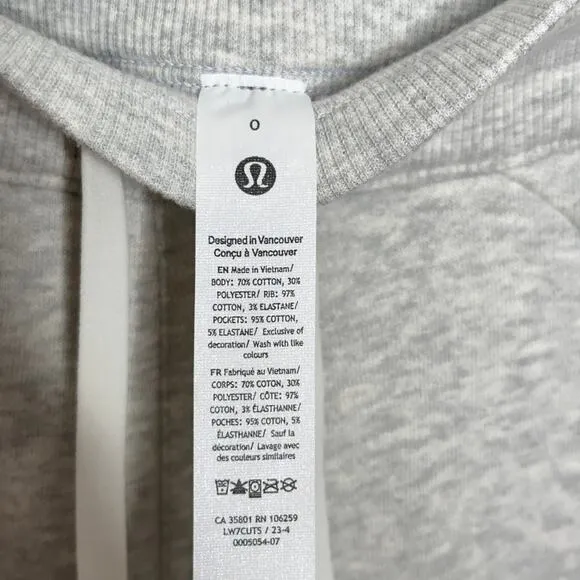 0
Designed in Vancouver
Conçu à Vancouver
EN Made in Vietnam/
BODY: 70% COTTON, 30%
POLYESTER/ RIB: 97%
COTTON, 3% ELASTANE/
POCKETS: 95% COTTON,
5% ELASTANE/ Exclusive of
decoration/ Wash with like
colours
FR Fabriqué au Vietnam/
CORPS: 70% COTON, 30%
POLYESTER/ CÔTE: 97%
COTON, 3% ÉLASTHANNE/
POCHES: 95% COTON, 5%
ÉLASTHANNE/ Sauf la
décoration/ Lavage avec
des couleurs similaires
CA 35801 RN 106259
LW7CUTS / 23-4
0005054-07